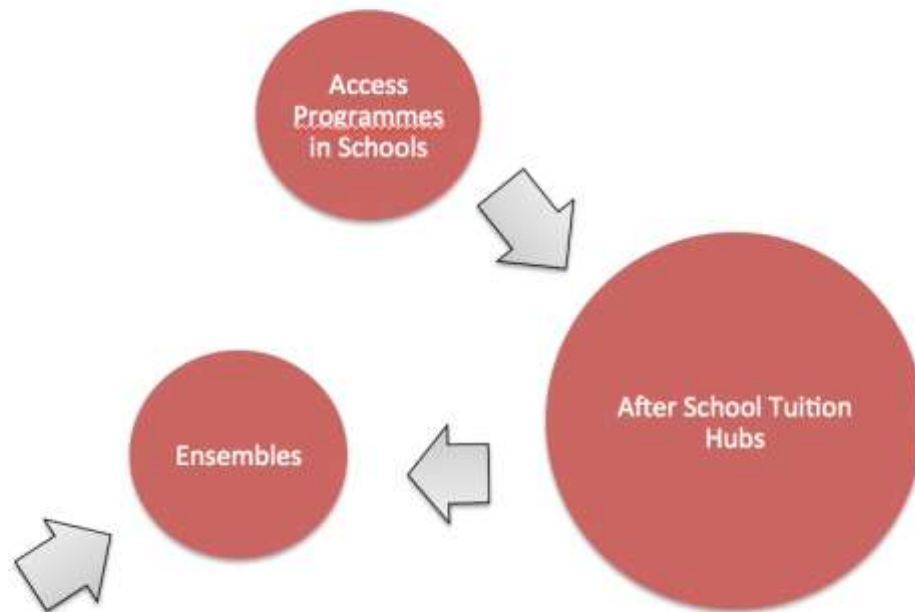 Access
Programmes
in Schools
After School Tuition
Hubs
Ensembles